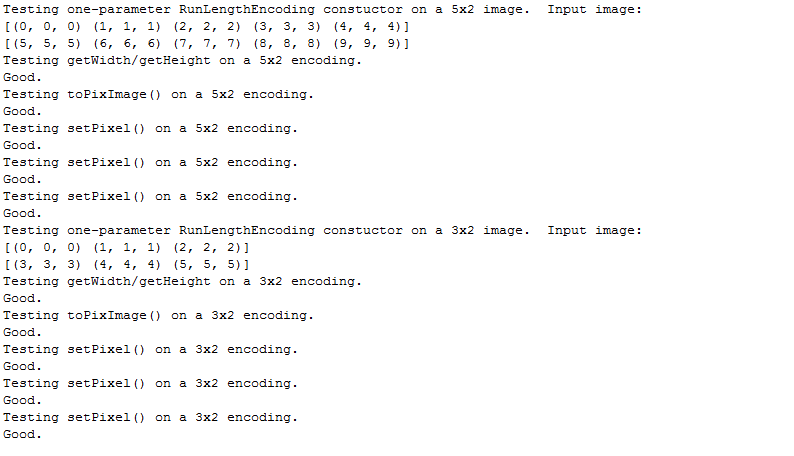 Testing one-parameter RunLengthEncoding constuctor on a 5x2 image.  Input image:
[(0, 0, 0) (1, 1, 1) (2, 2, 2) (3, 3, 3) (4, 4, 4)]
[(5, 5, 5) (6, 6, 6) (7, 7, 7) (8, 8, 8) (9, 9, 9)]
Testing getWidth/getHeight on a 5x2 encoding.
Good.
Testing toPixImage() on a 5x2 encoding.
Good.
Testing setPixel() on a 5x2 encoding.
Good.
Testing setPixel() on a 5x2 encoding.
Good.
Testing setPixel() on a 5x2 encoding.
Good.
Testing one-parameter RunLengthEncoding constuctor on a 3x2 image.  Input image:
[(0, 0, 0) (1, 1, 1) (2, 2, 2)]
[(3, 3, 3) (4, 4, 4) (5, 5, 5)]
Testing getWidth/getHeight on a 3x2 encoding.
Good.
Testing toPixImage() on a 3x2 encoding.
Good.
Testing setPixel() on a 3x2 encoding.
Good.
Testing setPixel() on a 3x2 encoding.
Good.
Testing setPixel() on a 3x2 encoding.
Good.